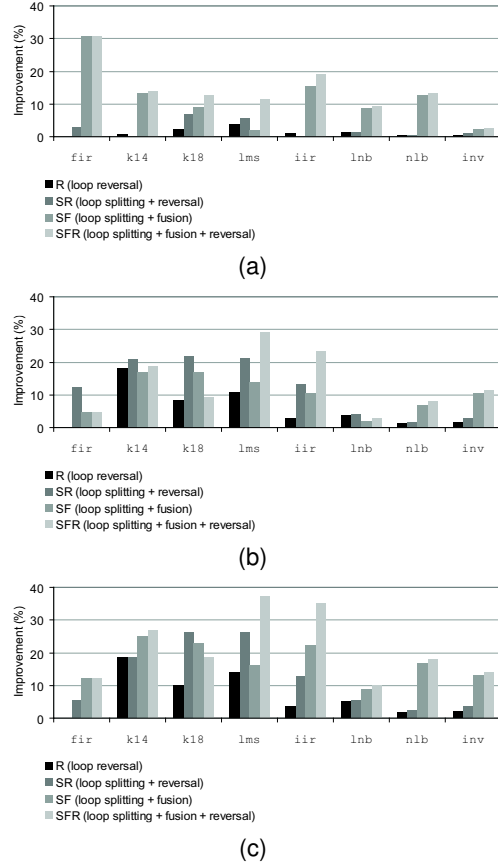 40
30
20
10
0
Improvement (%)
fir k14 k18 lms iir lnb nlb inv
R (loop reversal)
SR (loop splitting + reversal)
SF (loop splitting + fusion)
SFR (loop splitting + fusion + reversal)
(a)
40
30
20
10
0
Improvement (%)
fir k14 k18 lms iir lnb nlb inv
R (loop reversal)
SR (loop splitting + reversal)
SF (loop splitting + fusion)
SFR (loop splitting + fusion + reversal)
(b)
40
30
20
10
0
Improvement (%)
fir k14 k18 lms iir lnb nlb inv
R (loop reversal)
SR (loop splitting + reversal)
SF (loop splitting + fusion)
SFR (loop splitting + fusion + reversal)
(c)